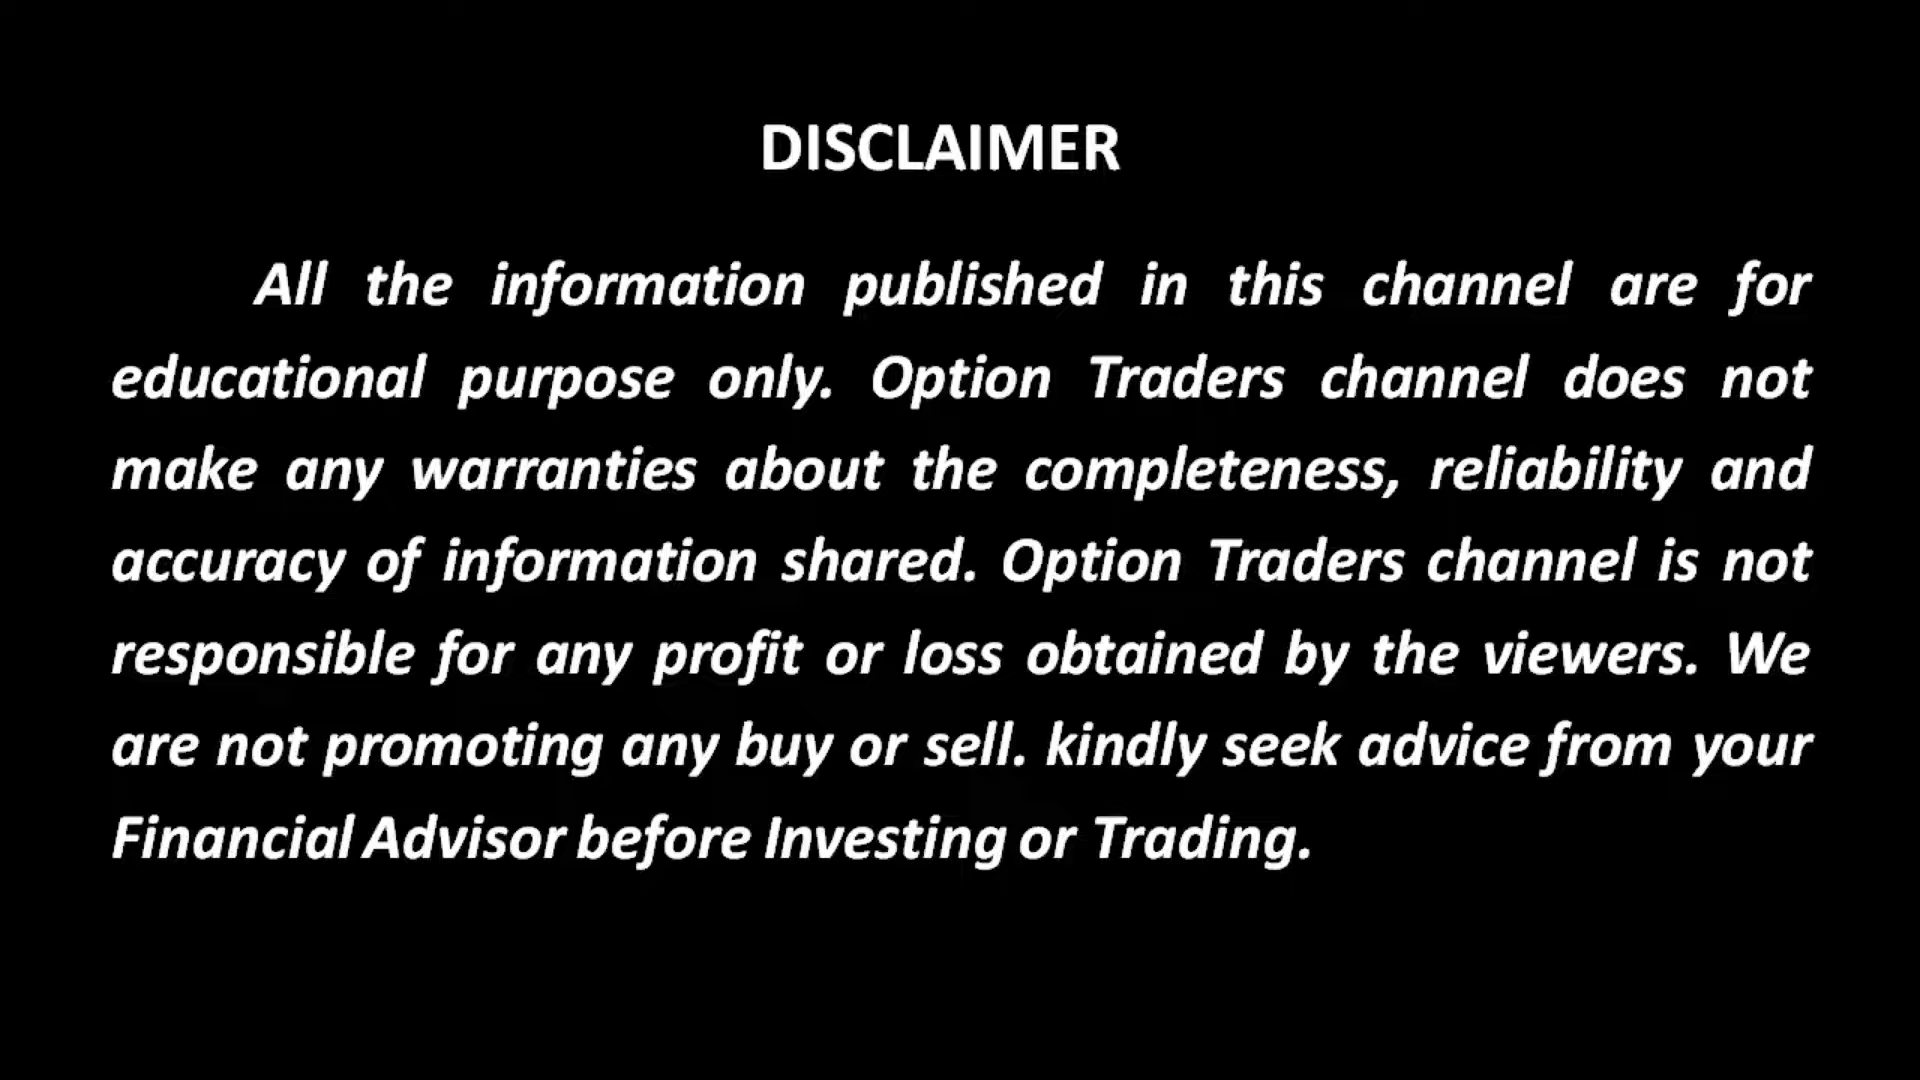 DISCLAIMER
All the information published in this channel are for
educational purpose only. Option Traders channel does not
make any warranties about the completeness, reliability and
accuracy of information shared. Option Traders channel is not
responsible for any profit or loss obtained by the viewers. We
are not promoting any buy or sell. kindly seek advice from your
Financial Advisor before Investing or Trading.